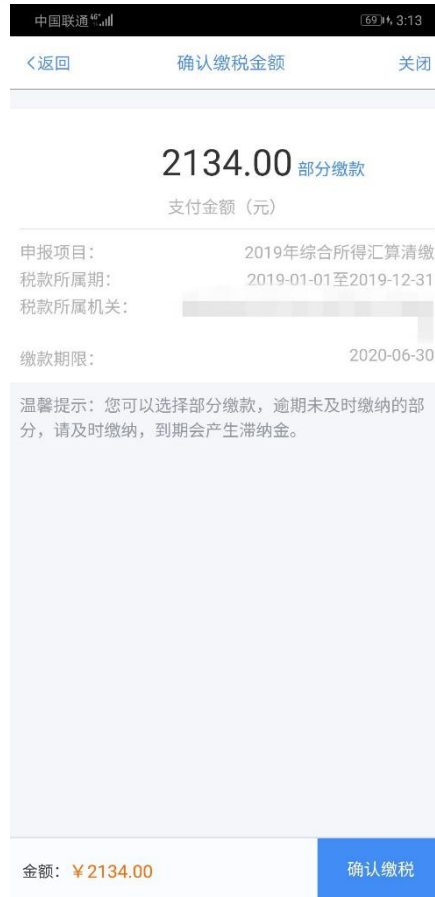 中国联通 4G 69 3:13
<返回 确认缴税金额 关闭
2134.00 部分缴款
支付金额（元）
申报项目： 2019年综合所得汇算清缴
税款所属期： 2019-01-01至2019-12-31
税款所属机关：
缴款期限： 2020-06-30
温馨提示：您可以选择部分缴款，逾期未及时缴纳的部
分，请及时缴纳，到期会产生滞纳金。
金额：￥2134.00 确认缴税